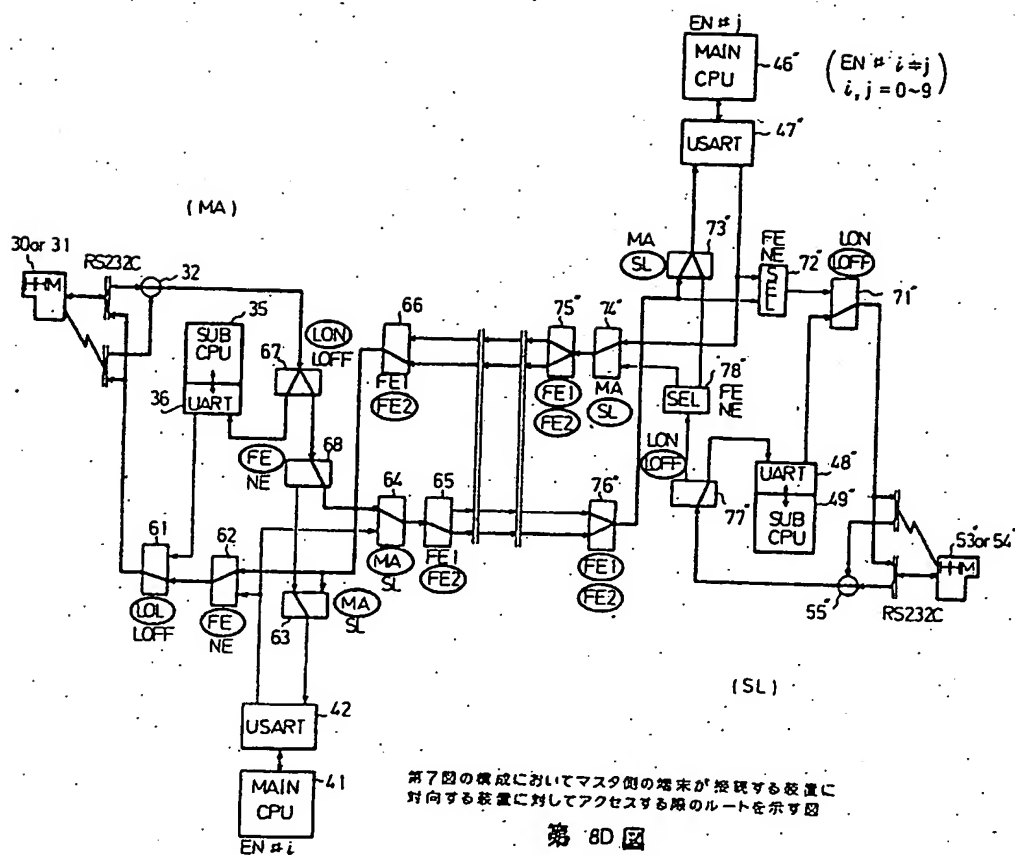 EN # j
MAIN
CPU
46"
( EN # i ≠ j
i, j = 0~9 )
USART
47"
(MA)
30 or 31
HHM
RS232C
32
35
SUB
CPU
UART
36
67
LON
LOFF
66
FE1
FE2
75"
FE1
FE2
74"
MA
SL
MA
SL
73"
FE
NE
SEL
72"
LON
LOFF
71"
78"
SEL
FE
NE
FE
NE
68
64
MA
SL
65
FE1
FE2
76"
FE1
FE2
LON
LOFF
77"
UART
48"
SUB
CPU
49"
61
LOL
LOFF
62
FE
NE
63
MA
SL
53" or 54"
HHM
55"
RS232C
(SL)
USART
42
MAIN
CPU
41
EN # i
第7図の構成においてマスタ側の端末が接続する装置に
対向する装置に対してアクセスする際のルートを示す図
第 8D 図